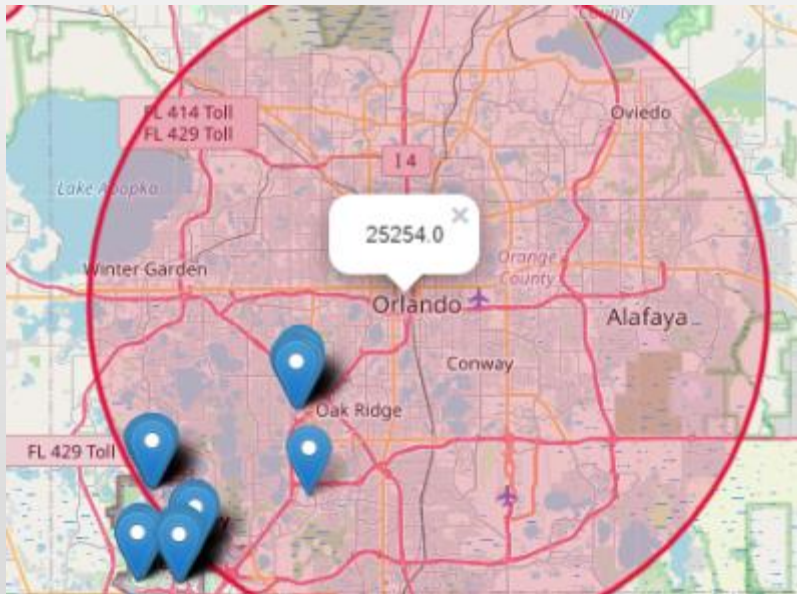 County
FL 414 Toll
FL 429 Toll
Oviedo
I 4
Lake Apopka
25254.0
×
Winter Garden
Orange
County
Orlando
Alafaya
Conway
Oak Ridge
FL 429 Toll